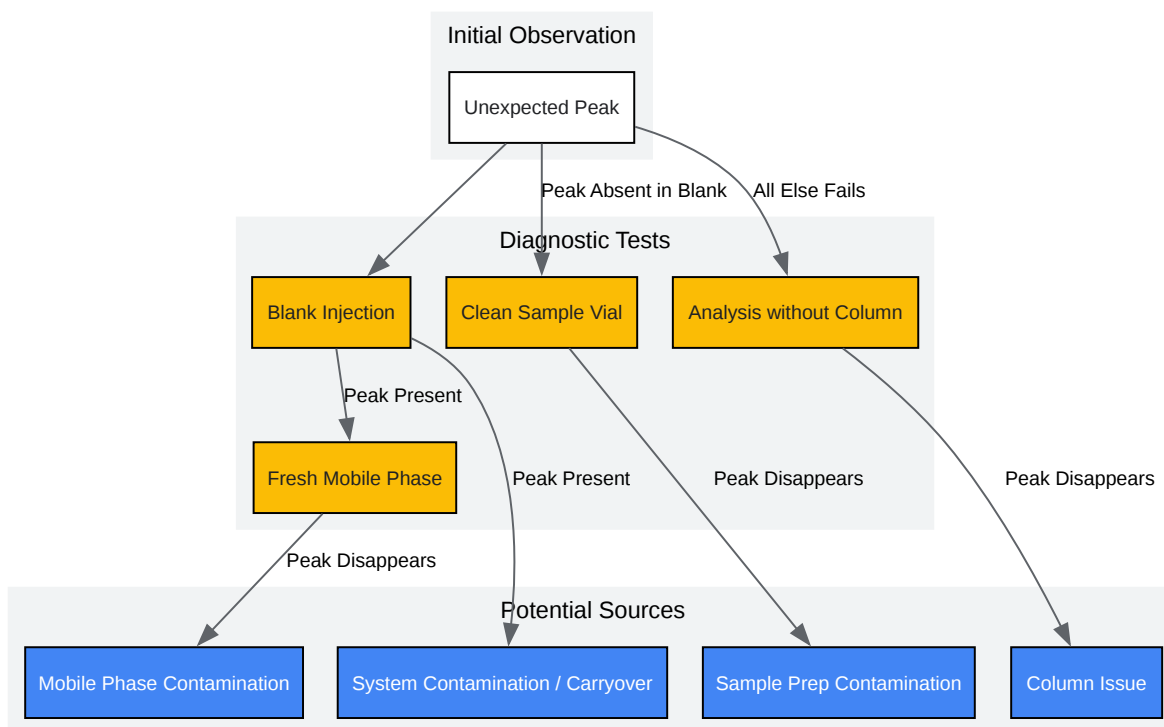 Initial Observation
Unexpected Peak
Peak Absent in Blank
All Else Fails
Diagnostic Tests
Blank Injection
Clean Sample Vial
Analysis without Column
Peak Present
Fresh Mobile Phase
Peak Present
Peak Disappears
Peak Disappears
Peak Disappears
Potential Sources
Mobile Phase Contamination
System Contamination / Carryover
Sample Prep Contamination
Column Issue